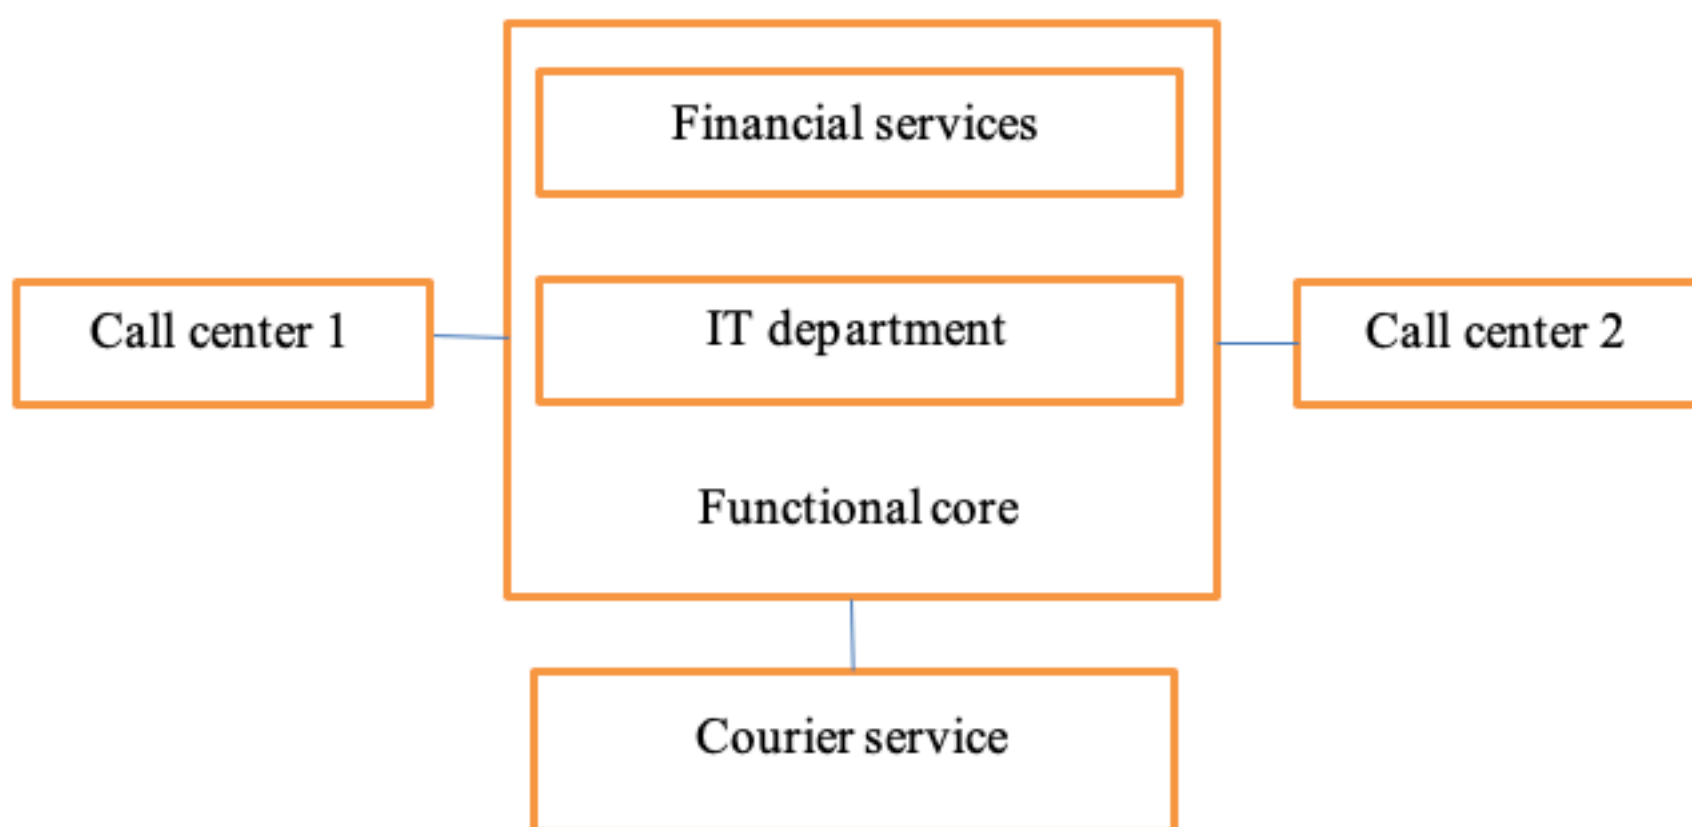 Financial services
Call center 1
IT department
Call center 2
Functional core
Courier service